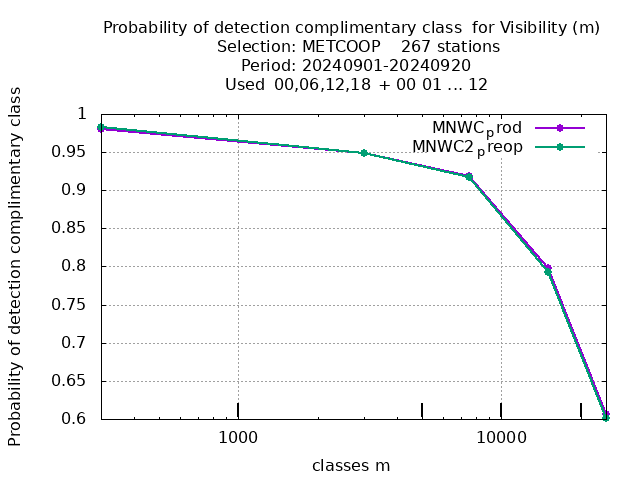 Probability of detection complimentary class  for Visibility (m)
Selection: METCOOP    267 stations
Period: 20240901-20240920
Used  00,06,12,18 + 00 01 ... 12
Probability of detection complimentary class
1
0.95
0.9
0.85
0.8
0.75
0.7
0.65
0.6
MNWCprod
MNWC2preop
1000
10000
classes m